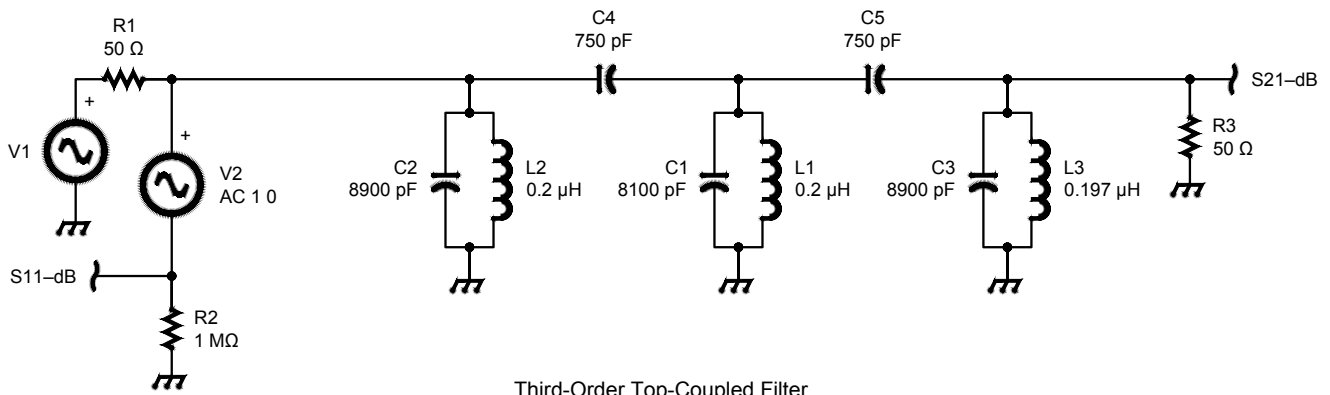 R1
50 Ω
C4
750 pF
C5
750 pF
S21–dB
+
+
V1
V2
AC 1 0
R3
50 Ω
C2
8900 pF
L2
0.2 µH
C1
8100 pF
L1
0.2 µH
C3
8900 pF
L3
0.197 µH
S11–dB
R2
1 MΩ
Third-Order Top-Coupled Filter